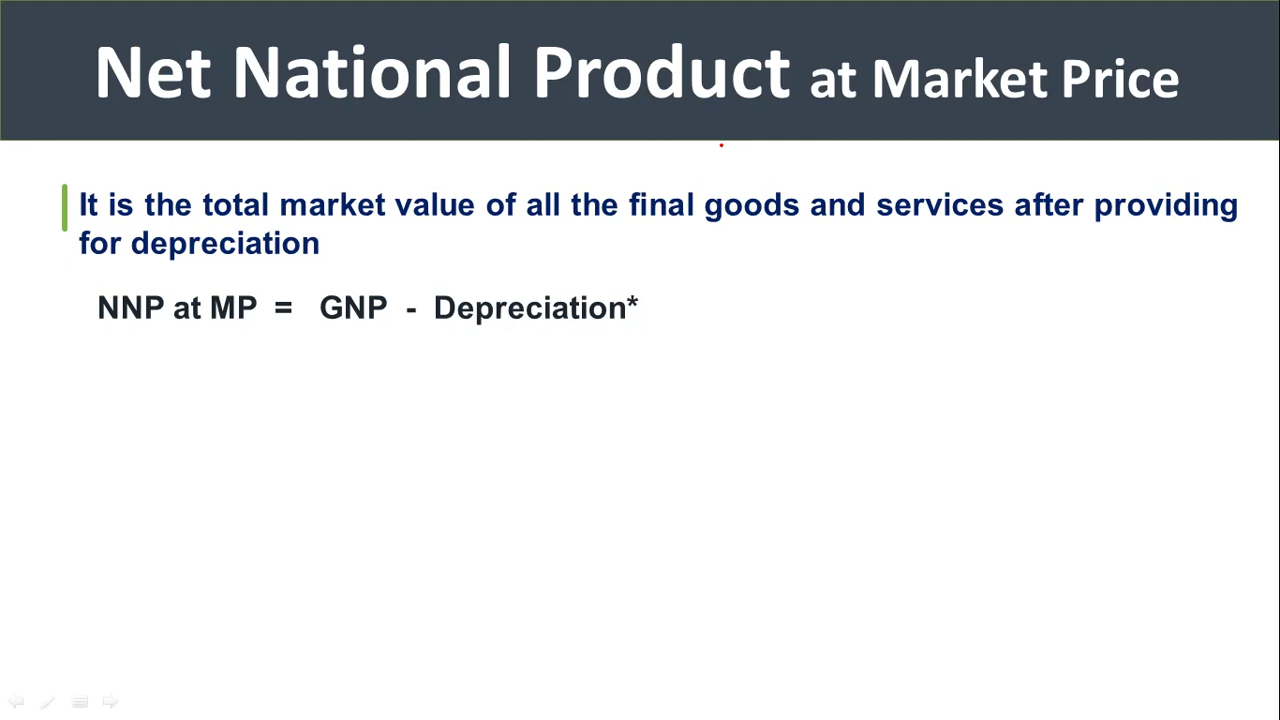 Net National Product at Market Price
It is the total market value of all the final goods and services after providing
for depreciation
NNP at MP = GNP - Depreciation*